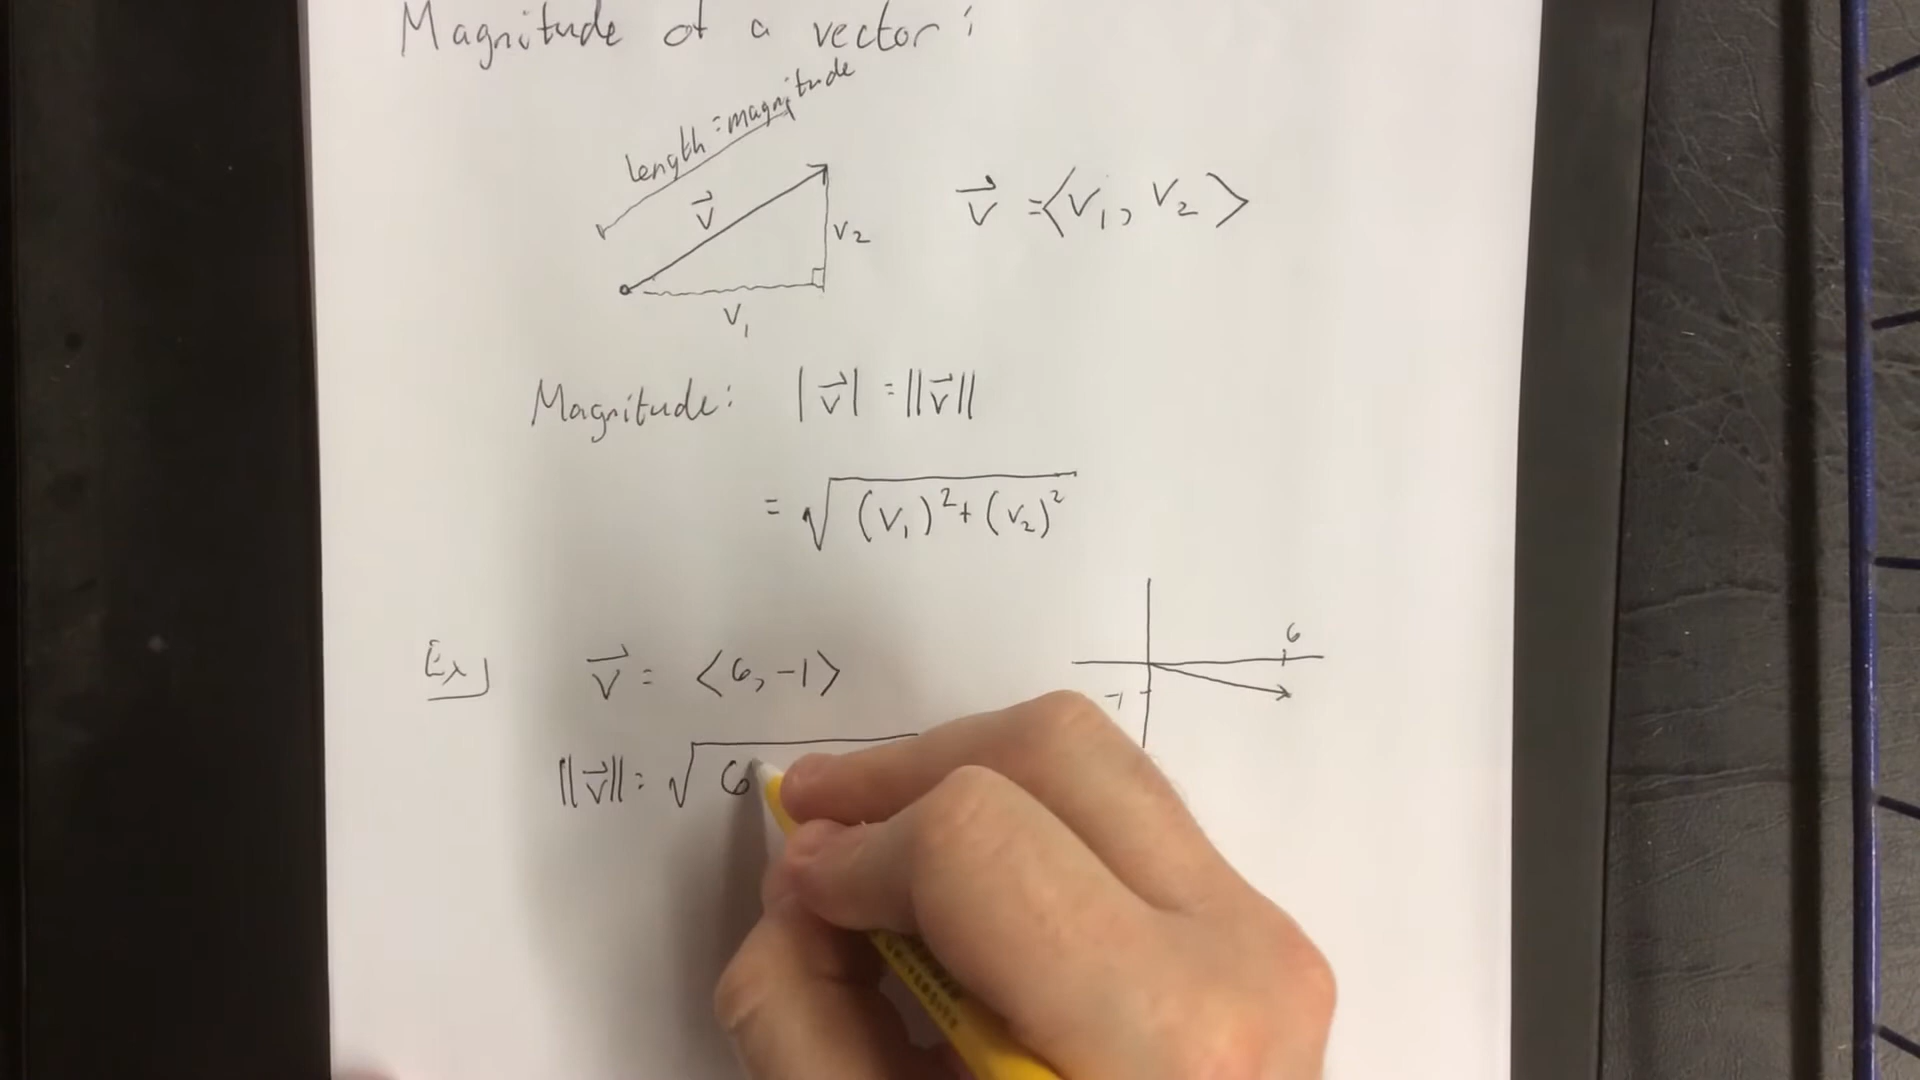 Magnitude of a vector:
length = magnitude
v⃗
v₂
v₁
v⃗ = ⟨v₁, v₂⟩
Magnitude: |v⃗| = ||v⃗||
= √((v₁)² + (v₂)²)
Ex)
v⃗ = ⟨6, -1⟩
6
-1
||v⃗|| = √6